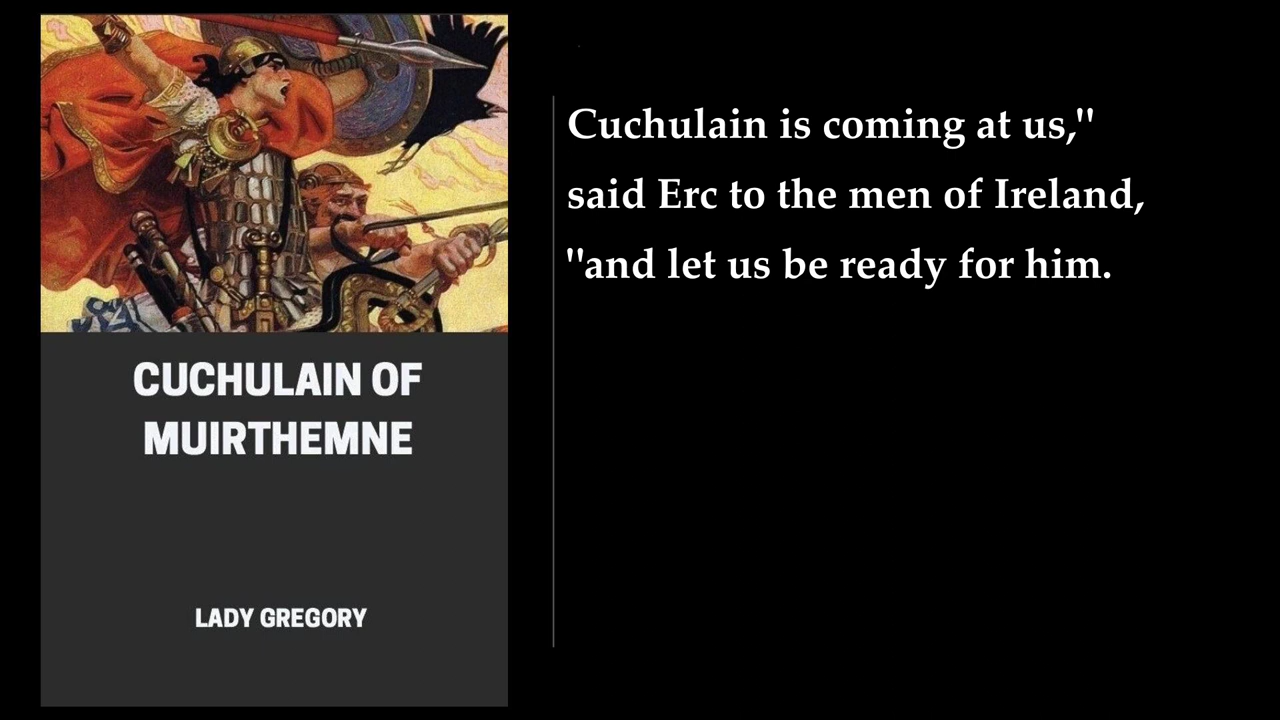 CUCHULAIN OF
MUIRTHEMNE
LADY GREGORY
Cuchulain is coming at us,"
said Erc to the men of Ireland,
"and let us be ready for him.